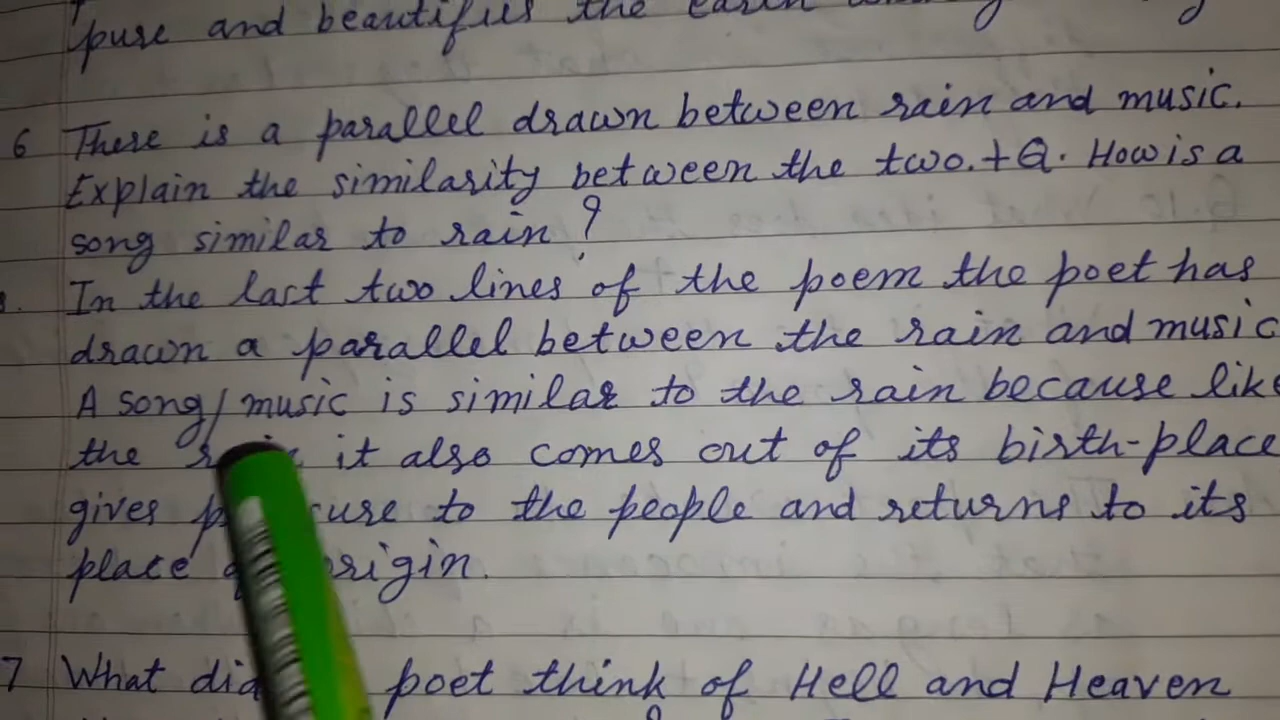 pure and beautifies the earth
6 There is a parallel drawn between rain and music.
Explain the similarity between the two. + Q. How is a
song similar to rain ?
In the last two lines of the poem the poet has
drawn a parallel between the rain and music
A song/music is similar to the rain because like
the it also comes out of its birth-place
gives to the people and returns to its
place
7 What poet think of Hell and Heaven